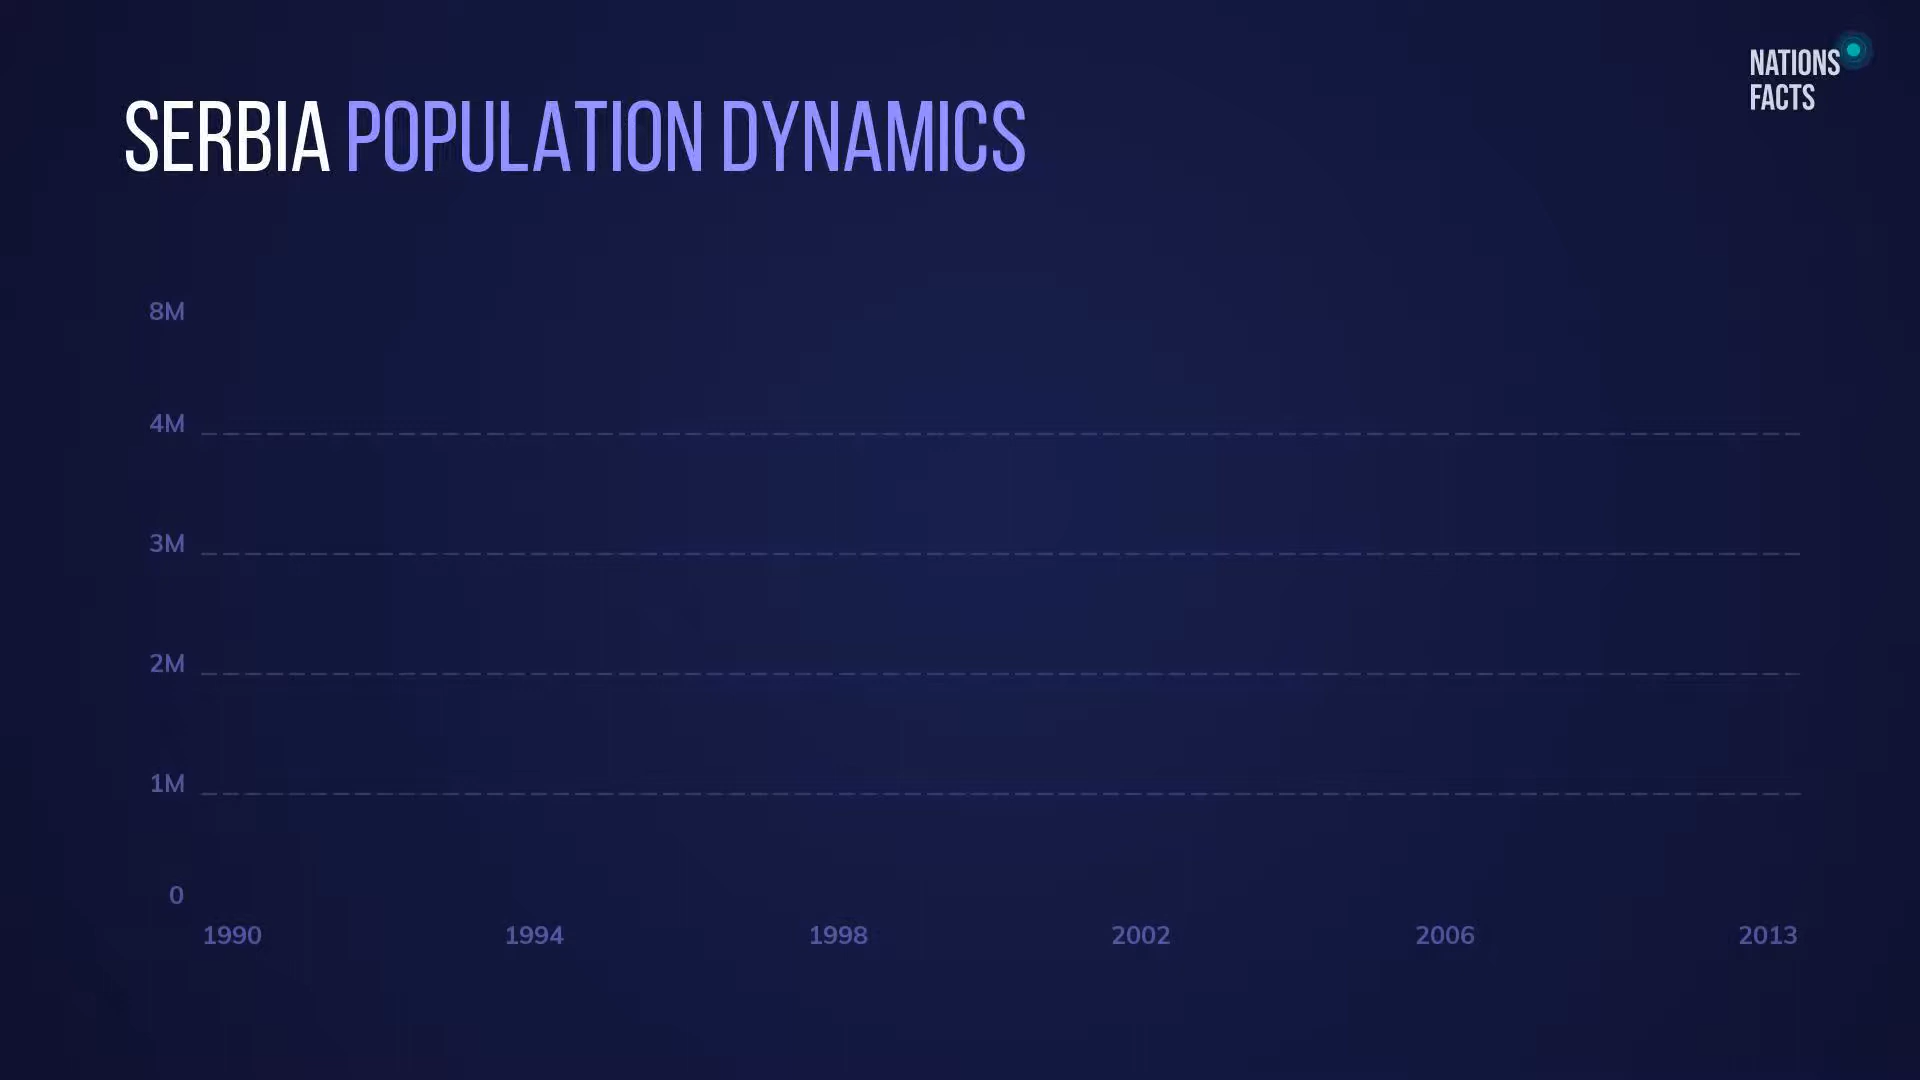 NATIONS
FACTS
SERBIA POPULATION DYNAMICS
8M
4M
3M
2M
1M
0
1990 1994 1998 2002 2006 2013